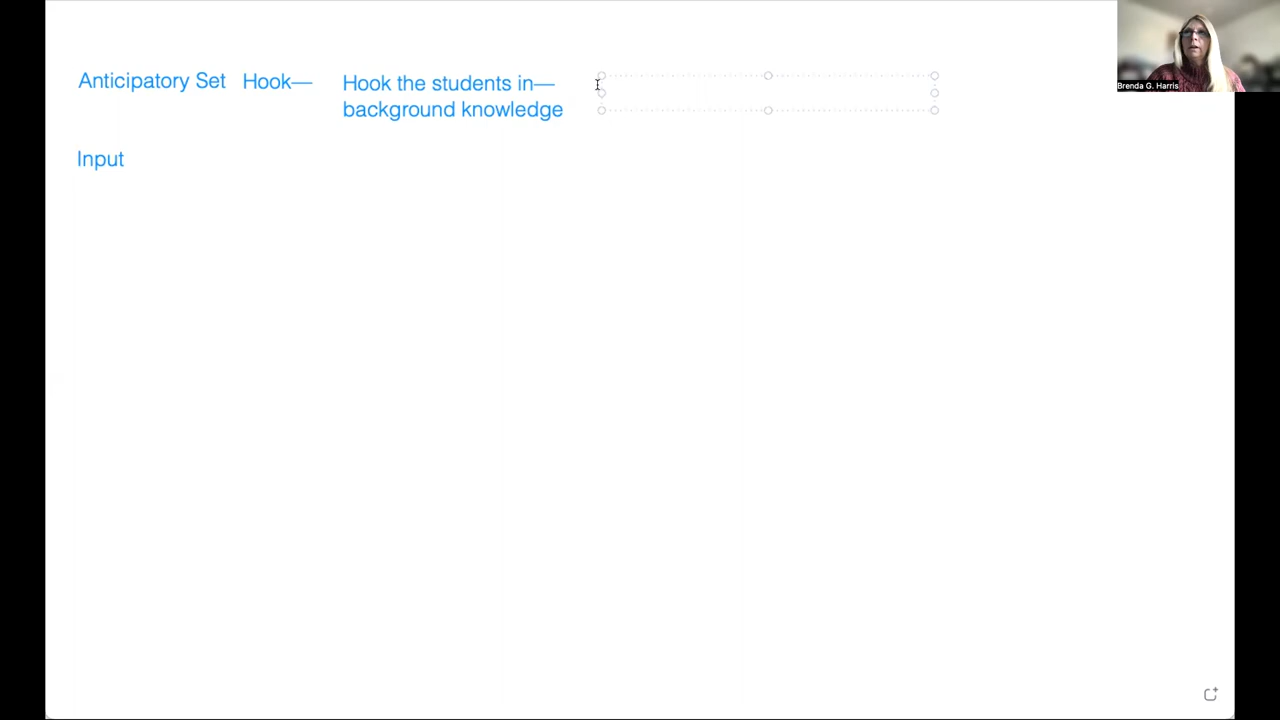 Anticipatory Set Hook— Hook the students in—
background knowledge
Input
Brenda G. Harris